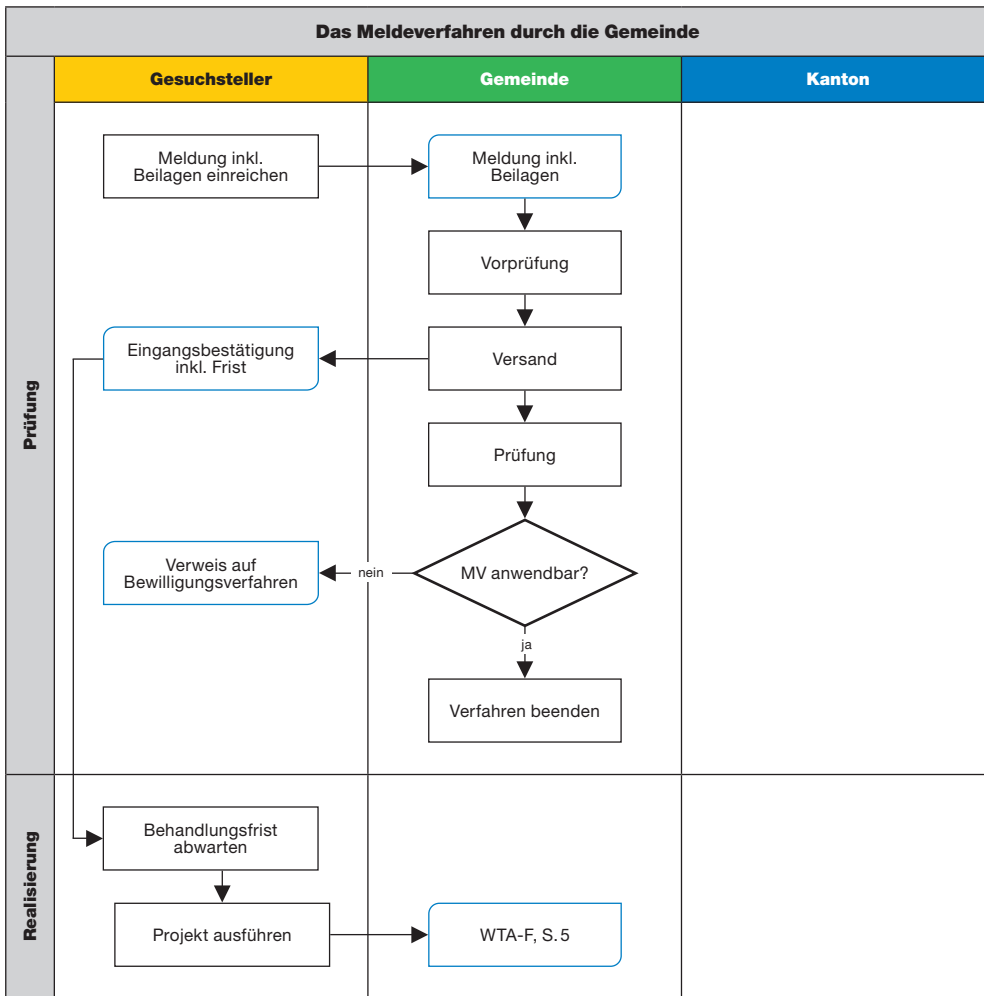 Das Meldeverfahren durch die Gemeinde
Gesuchsteller
Gemeinde
Kanton
Prüfung
Meldung inkl.
Beilagen einreichen
Meldung inkl.
Beilagen
Vorprüfung
Eingangsbestätigung
inkl. Frist
Versand
Prüfung
Verweis auf
Bewilligungsverfahren
nein
MV anwendbar?
ja
Verfahren beenden
Realisierung
Behandlungsfrist
abwarten
Projekt ausführen
WTA-F, S. 5